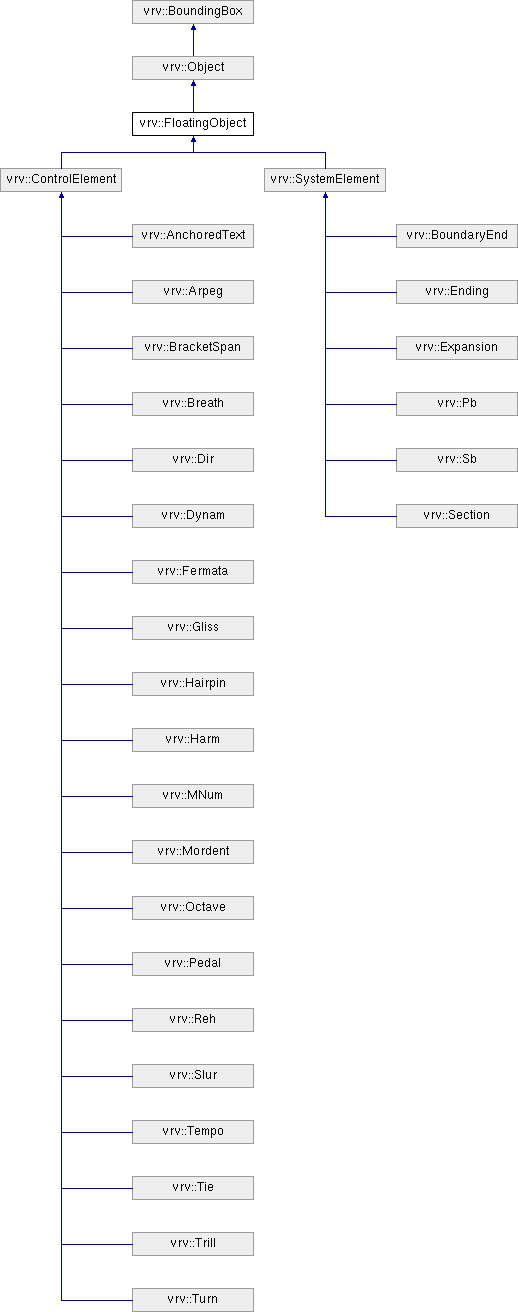 vrv::BoundingBox
vrv::Object
vrv::FloatingObject
vrv::ControlElement
vrv::SystemElement
vrv::AnchoredText
vrv::BoundaryEnd
vrv::Arpeg
vrv::Ending
vrv::BracketSpan
vrv::Expansion
vrv::Breath
vrv::Pb
vrv::Dir
vrv::Sb
vrv::Dynam
vrv::Section
vrv::Fermata
vrv::Gliss
vrv::Hairpin
vrv::Harm
vrv::MNum
vrv::Mordent
vrv::Octave
vrv::Pedal
vrv::Reh
vrv::Slur
vrv::Tempo
vrv::Tie
vrv::Trill
vrv::Turn